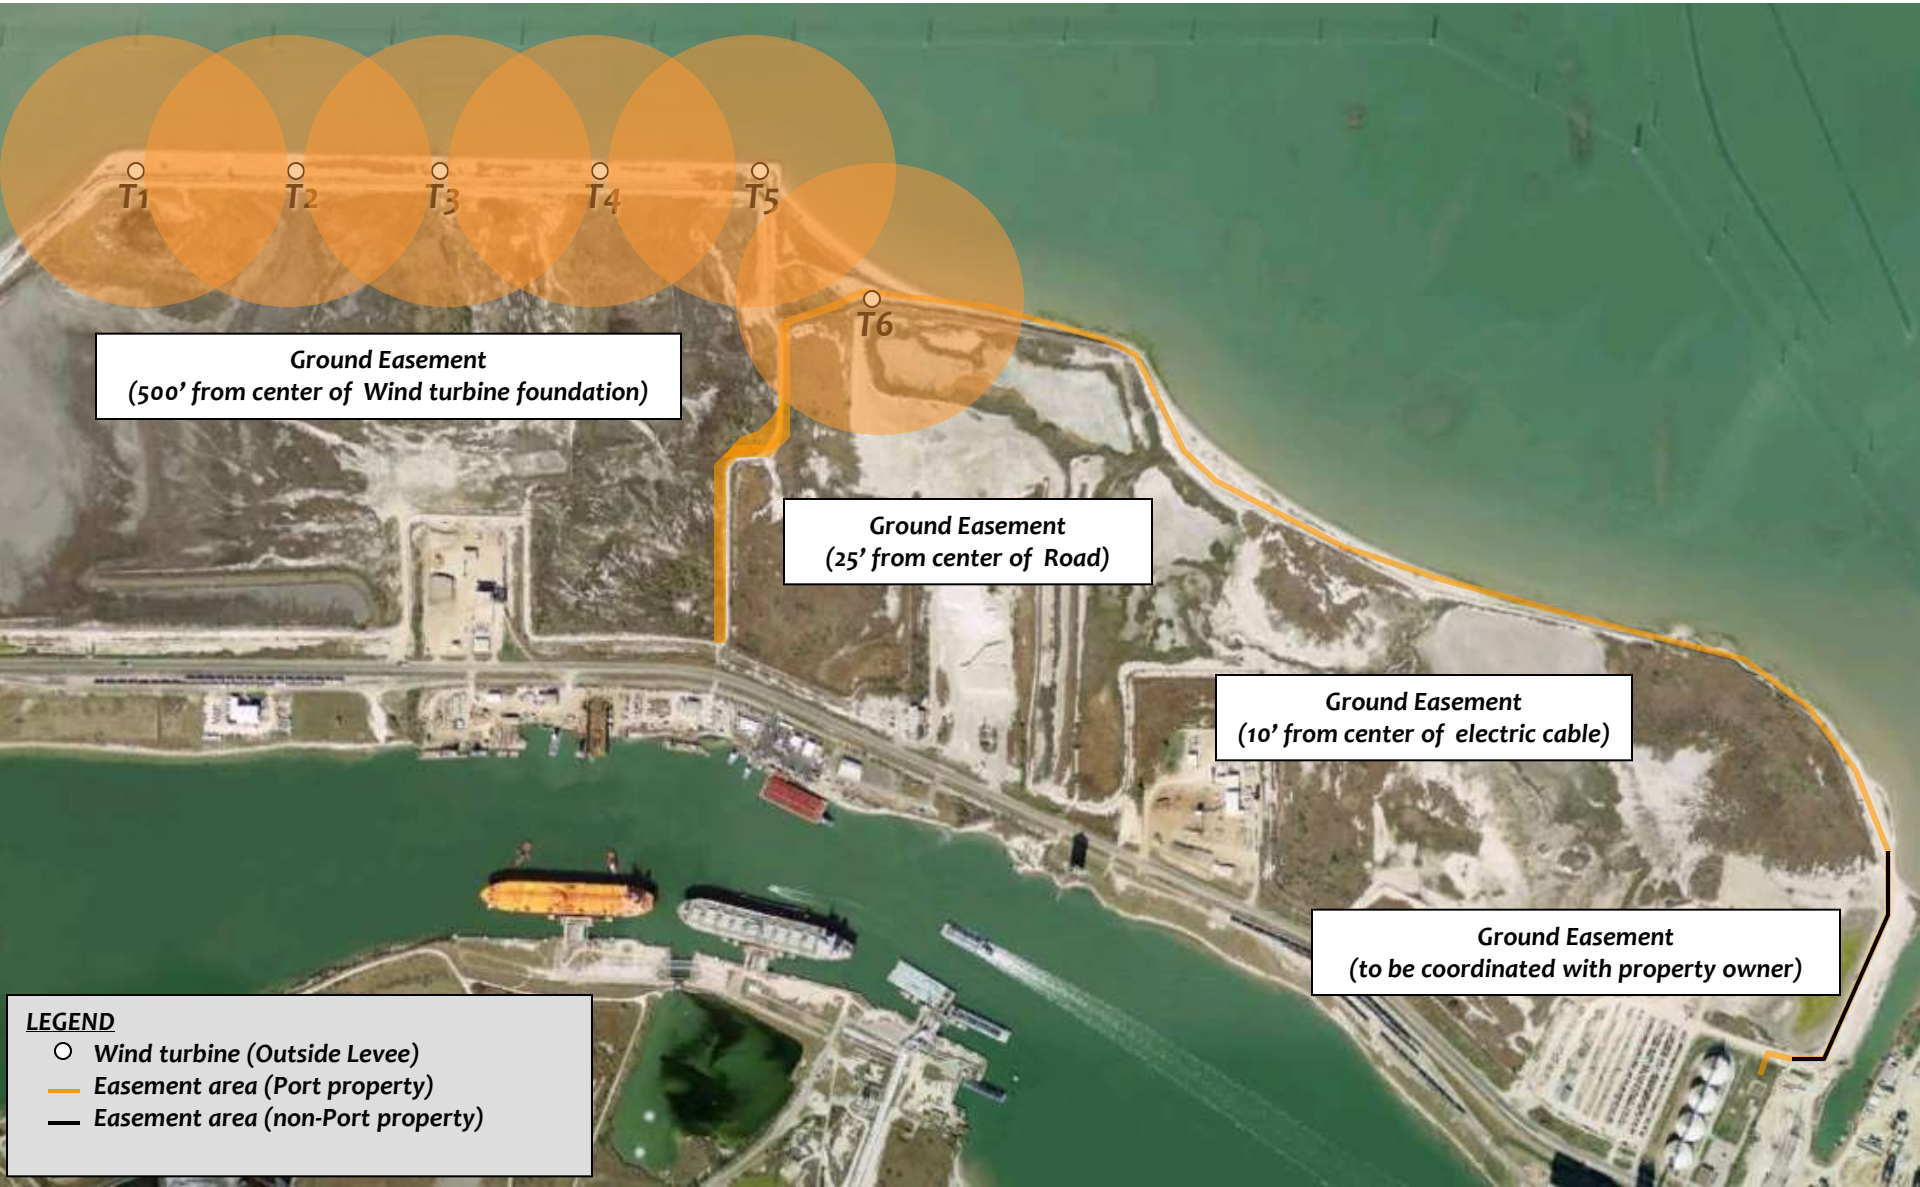 T1
T2
T3
T4
T5
T6
Ground Easement
(500’ from center of Wind turbine foundation)
Ground Easement
(25’ from center of Road)
Ground Easement
(10’ from center of electric cable)
Ground Easement
(to be coordinated with property owner)
LEGEND
Wind turbine (Outside Levee)
Easement area (Port property)
Easement area (non-Port property)